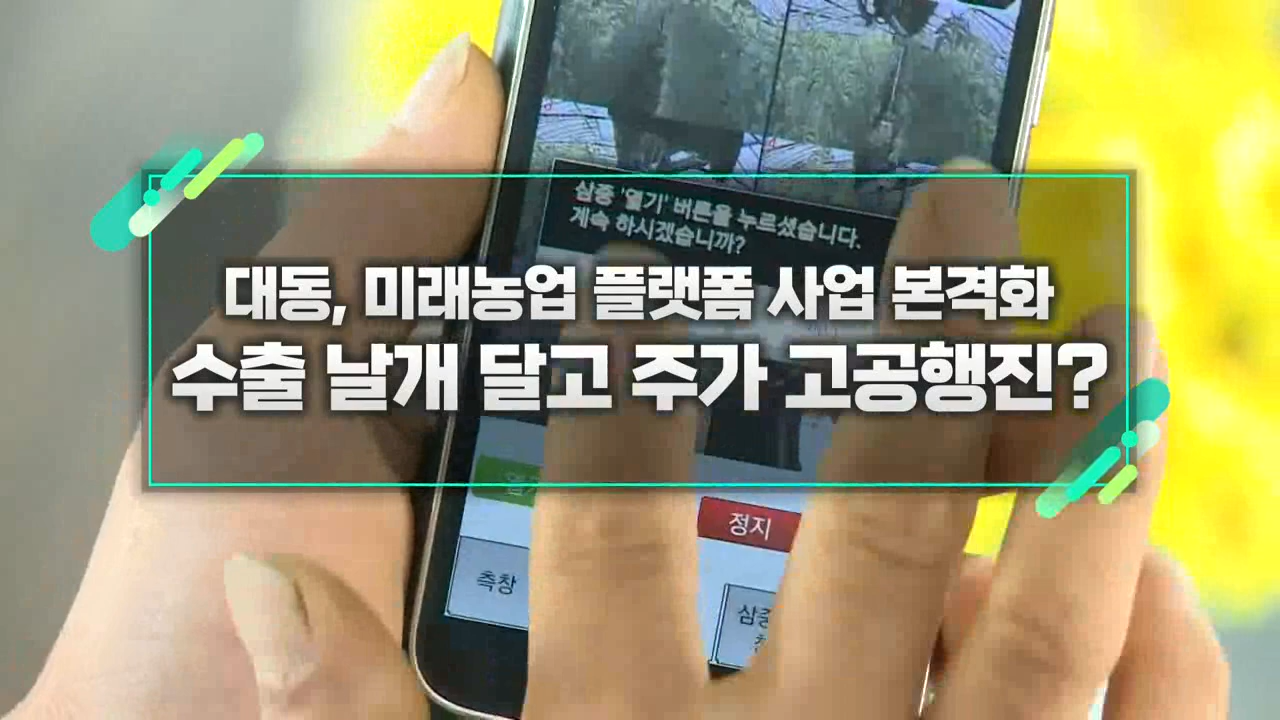 삼중 '열기' 버튼을 누르셨습니다.
계속 하시겠습니까?
대동, 미래농업 플랫폼 사업 본격화
수출 날개 달고 주가 고공행진?
정지
측창